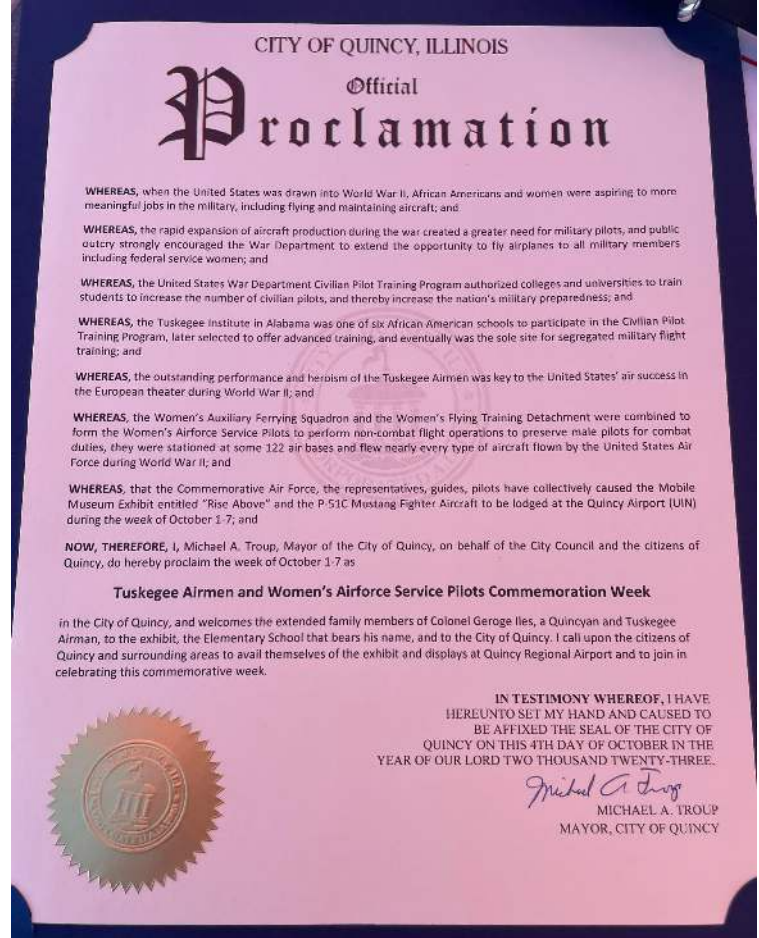 CITY OF QUINCY, ILLINOIS
Official
Proclamation
WHEREAS, when the United States was drawn into World War II, African Americans and women were aspiring to more
meaningful jobs in the military, including flying and maintaining aircraft; and
WHEREAS, the rapid expansion of aircraft production during the war created a greater need for military pilots, and public
outcry strongly encouraged the War Department to extend the opportunity to fly airplanes to all military members
including federal service women; and
WHEREAS, the United States War Department Civilian Pilot Training Program authorized colleges and universities to train
students to increase the number of civilian pilots, and thereby increase the nation's military preparedness; and
WHEREAS, the Tuskegee Institute in Alabama was one of six African American schools to participate in the Civilian Pilot
Training Program, later selected to offer advanced training, and eventually was the sole site for segregated military flight
training; and
WHEREAS, the outstanding performance and heroism of the Tuskegee Airmen was key to the United States' air success in
the European theater during World War II; and
WHEREAS, the Women's Auxiliary Ferrying Squadron and the Women's Flying Training Detachment were combined to
form the Women's Airforce Service Pilots to perform non-combat flight operations to preserve male pilots for combat
duties, they were stationed at some 122 air bases and flew nearly every type of aircraft flown by the United States Air
Force during World War II; and
WHEREAS, that the Commemorative Air Force, the representatives, guides, pilots have collectively caused the Mobile
Museum Exhibit entitled "Rise Above" and the P-51C Mustang Fighter Aircraft to be lodged at the Quincy Airport (UIN)
during the week of October 1-7; and
NOW, THEREFORE, I, Michael A. Troup, Mayor of the City of Quincy, on behalf of the City Council and the citizens of
Quincy, do hereby proclaim the week of October 1-7 as
Tuskegee Airmen and Women's Airforce Service Pilots Commemoration Week
in the City of Quincy, and welcomes the extended family members of Colonel Geroge Iles, a Quincyan and Tuskegee
Airman, to the exhibit, the Elementary School that bears his name, and to the City of Quincy. I call upon the citizens of
Quincy and surrounding areas to avail themselves of the exhibit and displays at Quincy Regional Airport and to join in
celebrating this commemorative week.
IN TESTIMONY WHEREOF, I HAVE
HEREUNTO SET MY HAND AND CAUSED TO
BE AFFIXED THE SEAL OF THE CITY OF
QUINCY ON THIS 4TH DAY OF OCTOBER IN THE
YEAR OF OUR LORD TWO THOUSAND TWENTY-THREE.
Michael A Troup
MICHAEL A. TROUP
MAYOR, CITY OF QUINCY